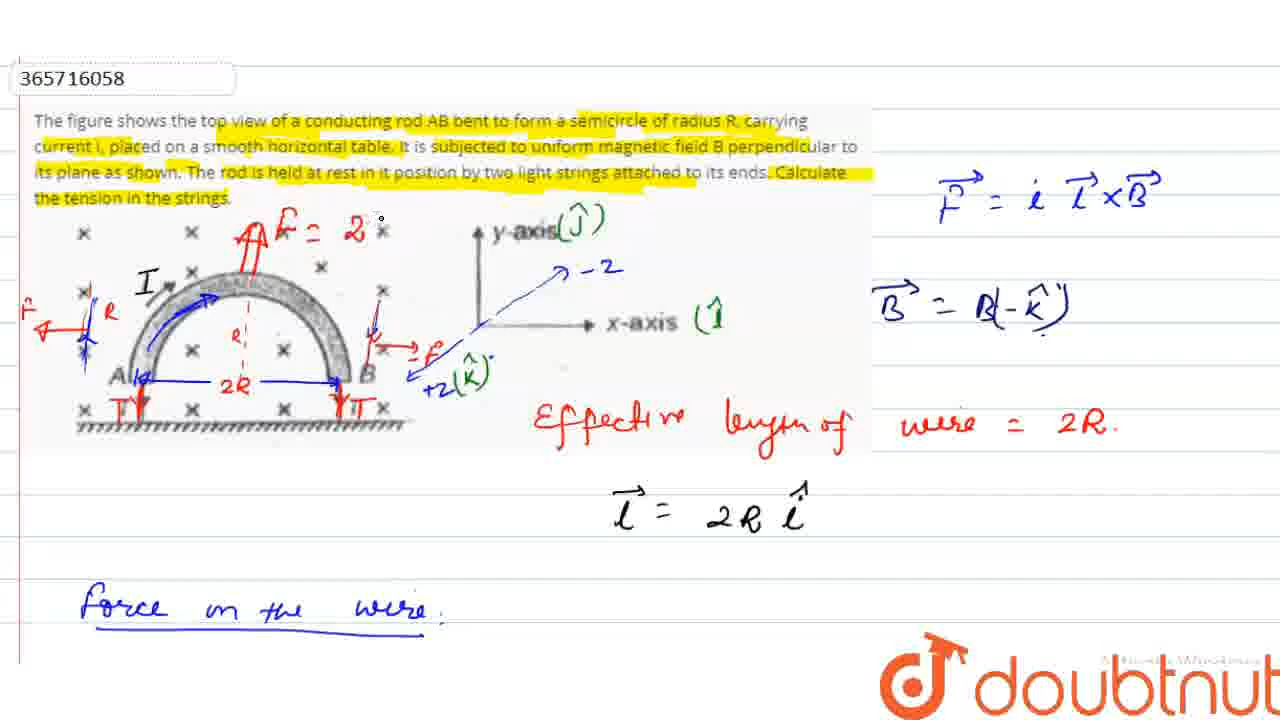 365716058
The figure shows the top view of a conducting rod AB bent to form a semicircle of radius R, carrying
current I, placed on a smooth horizontal table. It is subjected to uniform magnetic field B perpendicular to
its plane as shown. The rod is held at rest in it position by two light strings attached to its ends. Calculate
the tension in the strings.
F = 2
y-axis (ĵ)
-2
x-axis (î
+2(k̂)
I
F
R
R
F
A
2R
B
T
T
F⃗ = i l⃗ × B⃗
B⃗ = B(-k̂)
Effective length of wire = 2R.
l⃗ = 2R î
force on the wire.
doubtnut